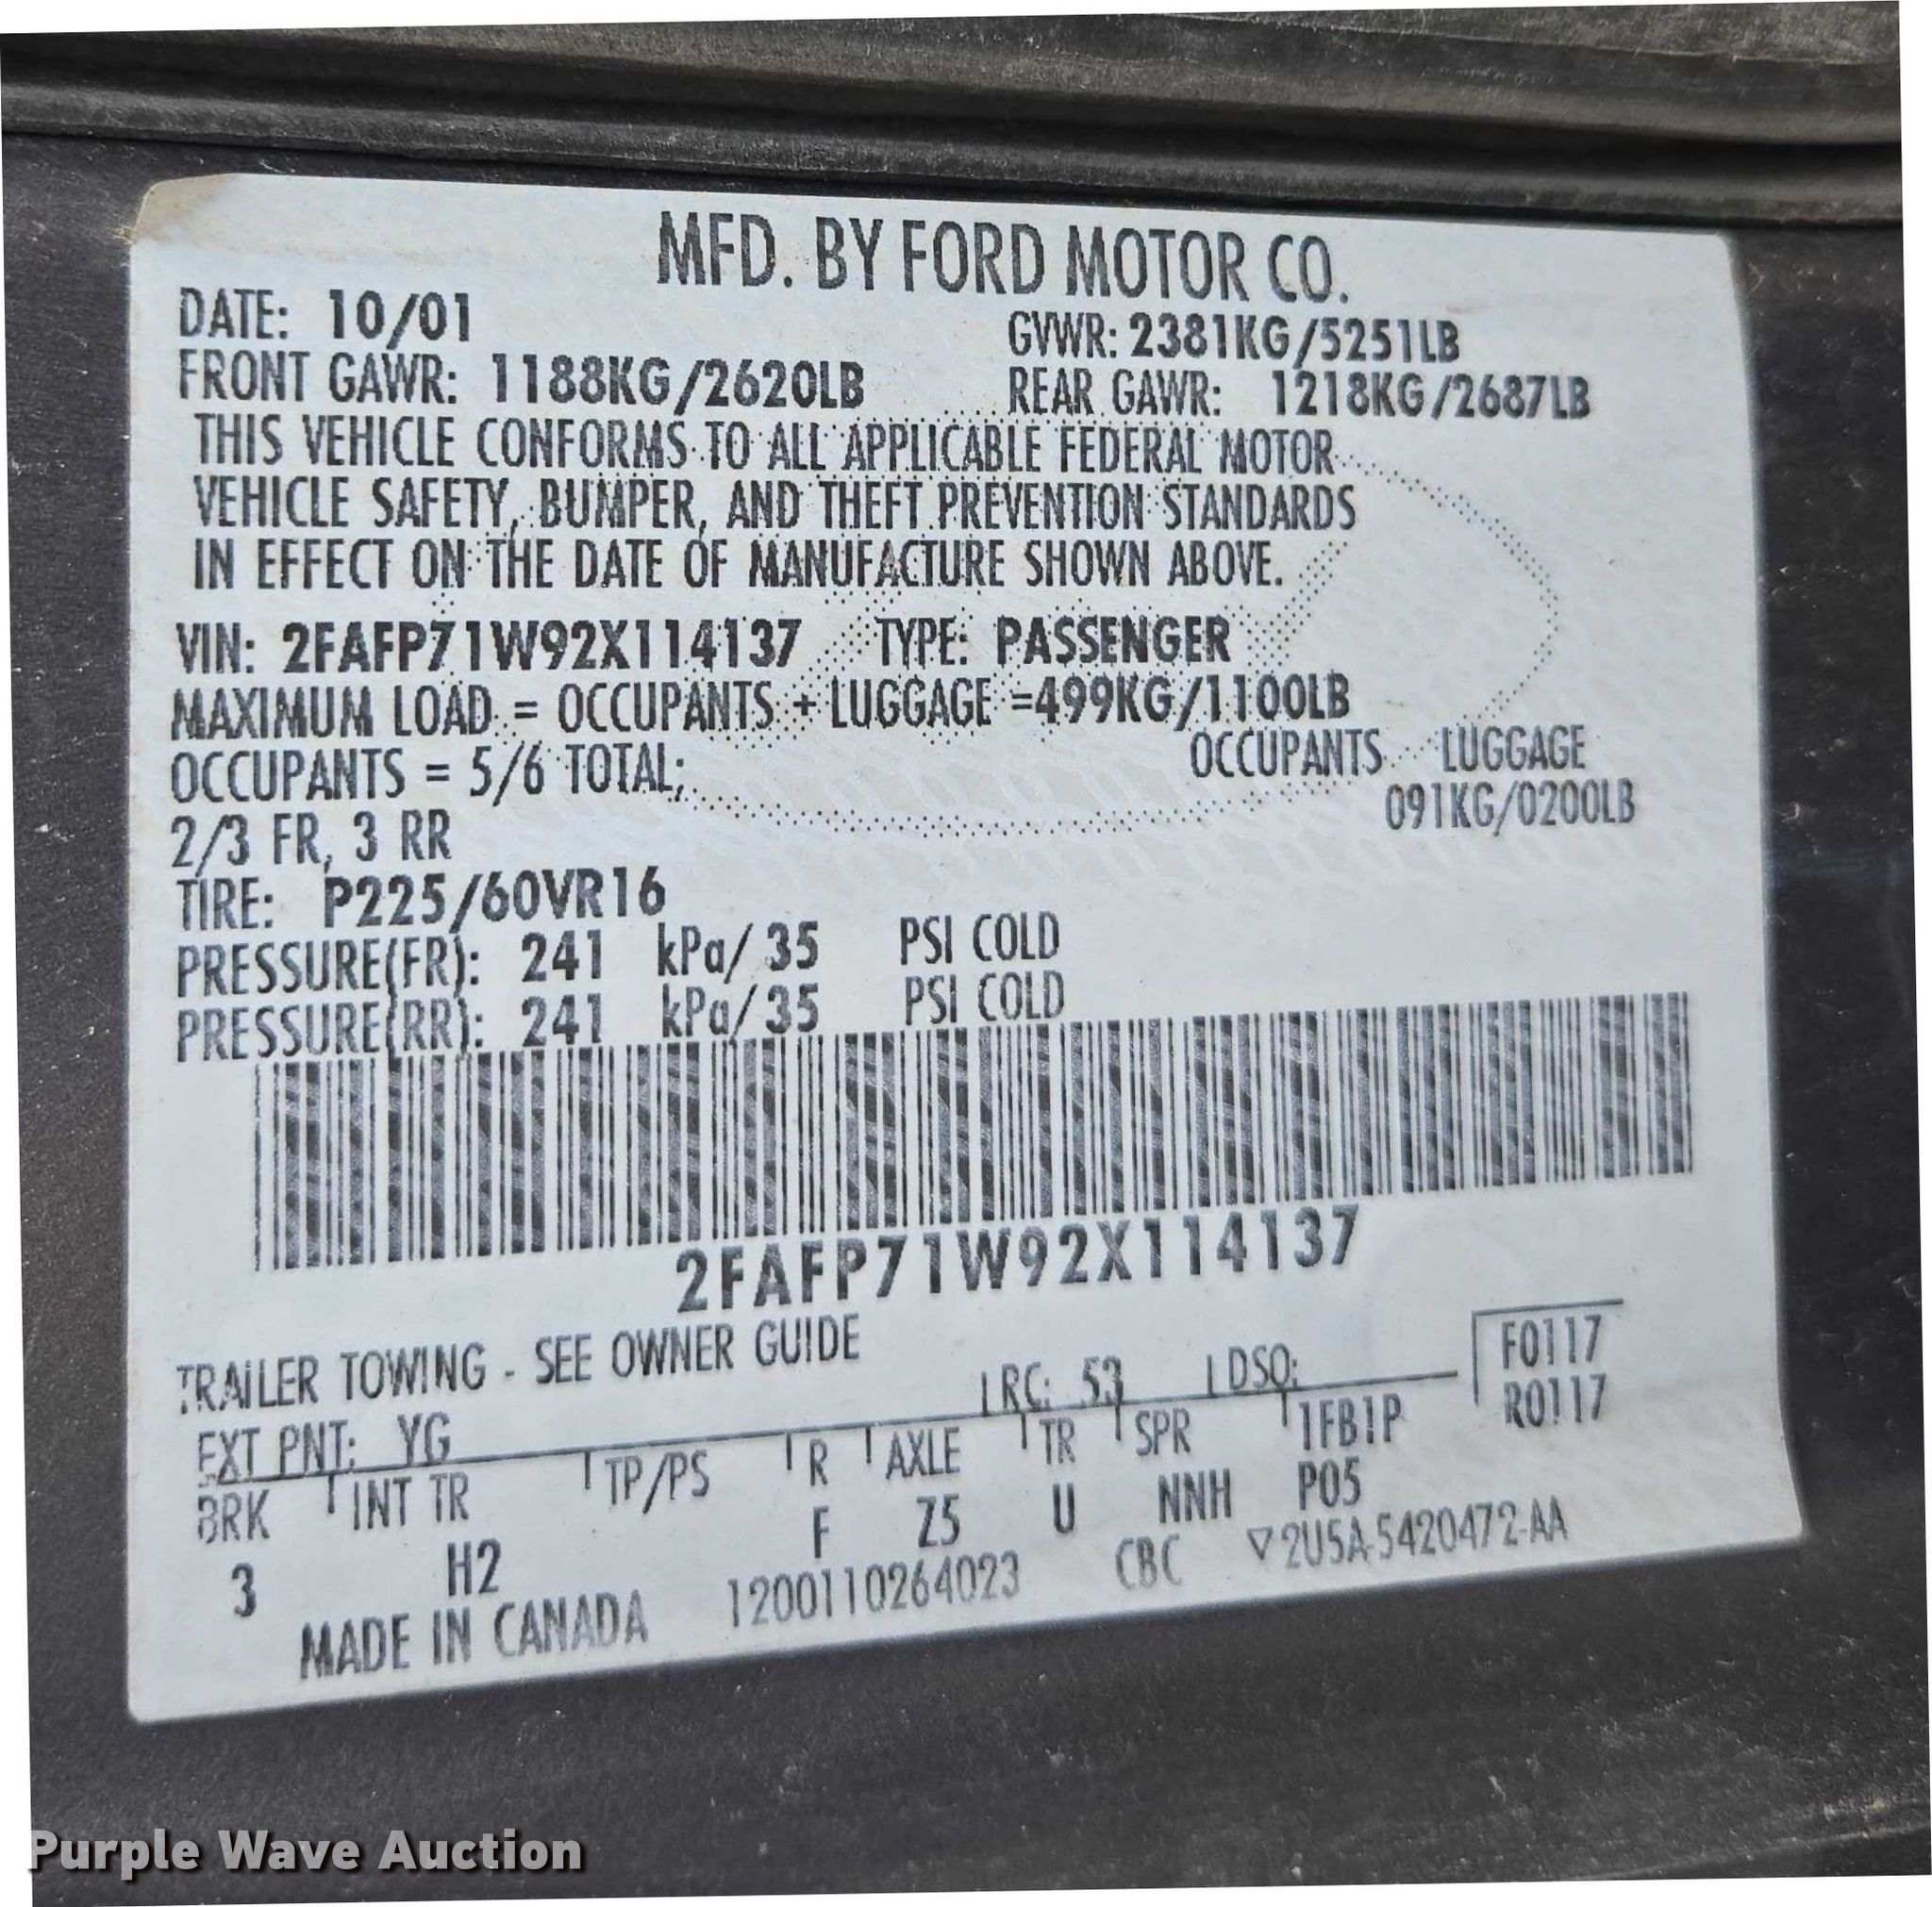 MFD. BY FORD MOTOR CO.
DATE: 10/01 GVWR: 2381KG/5251LB
FRONT GAWR: 1188KG/2620LB REAR GAWR: 1218KG/2687LB
THIS VEHICLE CONFORMS TO ALL APPLICABLE FEDERAL MOTOR
VEHICLE SAFETY, BUMPER, AND THEFT PREVENTION STANDARDS
IN EFFECT ON THE DATE OF MANUFACTURE SHOWN ABOVE.
VIN: 2FAFP71W92X114137 TYPE: PASSENGER
MAXIMUM LOAD = OCCUPANTS + LUGGAGE =499KG/1100LB
OCCUPANTS = 5/6 TOTAL; OCCUPANTS LUGGAGE
2/3 FR, 3 RR 091KG/0200LB
TIRE: P225/60VR16
PRESSURE(FR): 241 kPa/ 35 PSI COLD
PRESSURE(RR): 241 kPa/35 PSI COLD
2FAFP71W92X114137
TRAILER TOWING - SEE OWNER GUIDE F0117
EXT PNT: YG RC: 53 DSO: R0117
BRK INT TR TP/PS R AXLE TR SPR 1FB1P
3 H2 F Z5 U NNH P05
MADE IN CANADA 1200110264023 CBC ▽2U5A-5420472-AA
Purple Wave Auction